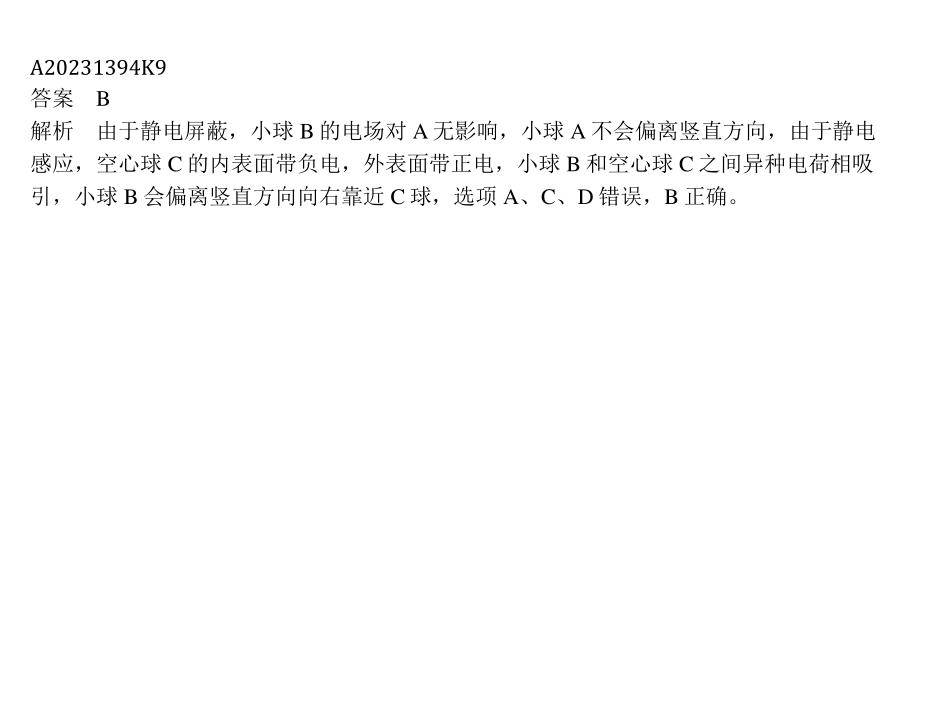 A20231394K9
答案　B
解析　由于静电屏蔽，小球 B 的电场对 A 无影响，小球 A 不会偏离竖直方向，由于静电
感应，空心球 C 的内表面带负电，外表面带正电，小球 B 和空心球 C 之间异种电荷相吸
引，小球 B 会偏离竖直方向向右靠近 C 球，选项 A、C、D 错误，B 正确。